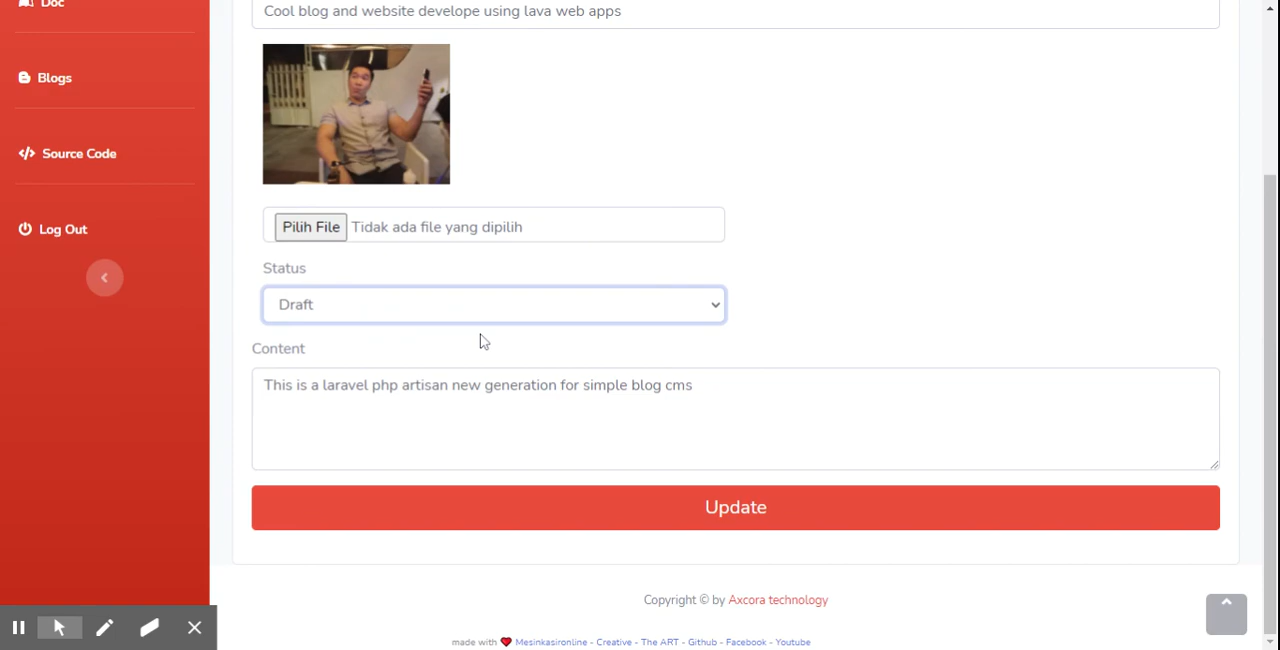 Doc
Cool blog and website develope using lava web apps
Blogs
Source Code
Log Out
Pilih File Tidak ada file yang dipilih
Status
Draft
Content
This is a laravel php artisan new generation for simple blog cms
Update
Copyright © by Axcora technology
made with ❤ Mesinkasironline - Creative - The ART - Github - Facebook - Youtube